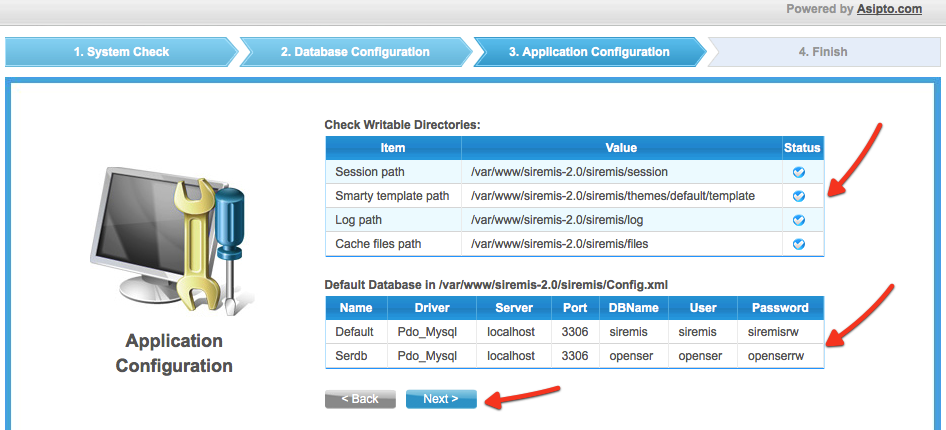 Powered by Asipto.com
1. System Check 2. Database Configuration 3. Application Configuration 4. Finish
Check Writable Directories:
Item Value Status
Session path /var/www/siremis-2.0/siremis/session
Smarty template path /var/www/siremis-2.0/siremis/themes/default/template
Log path /var/www/siremis-2.0/siremis/log
Cache files path /var/www/siremis-2.0/siremis/files
Default Database in /var/www/siremis-2.0/siremis/Config.xml
Name Driver Server Port DBName User Password
Default Pdo_Mysql localhost 3306 siremis siremis siremisrw
Serdb Pdo_Mysql localhost 3306 openser openser openserrw
Application
Configuration
< Back Next >